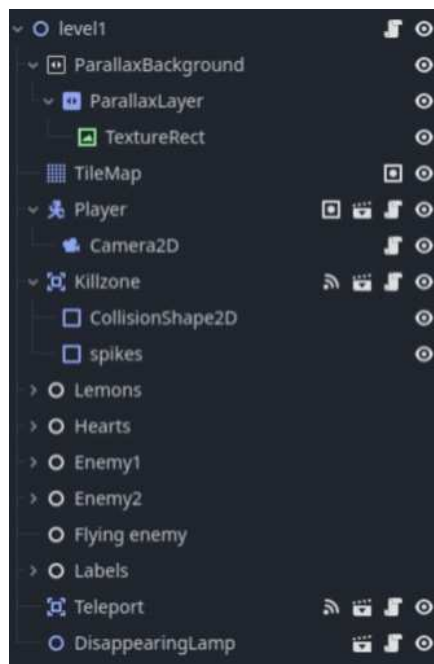 level1
ParallaxBackground
ParallaxLayer
TextureRect
TileMap
Player
Camera2D
Killzone
CollisionShape2D
spikes
Lemons
Hearts
Enemy1
Enemy2
Flying enemy
Labels
Teleport
DisappearingLamp